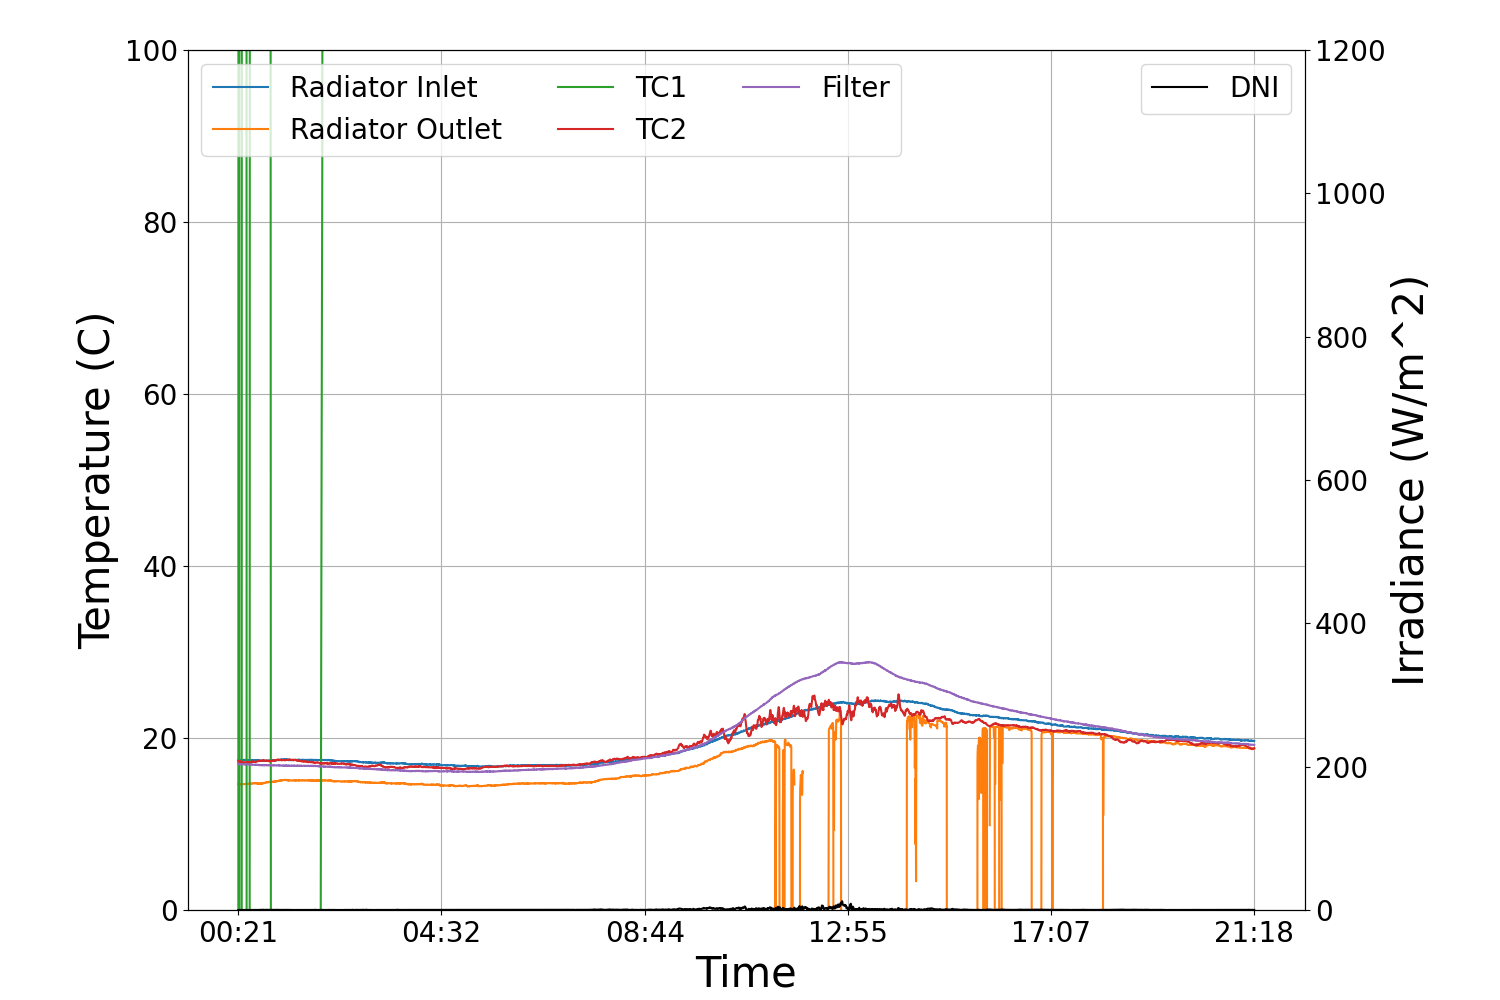 100
80
60
40
20
0
Temperature (C)
Radiator Inlet
Radiator Outlet
TC1
TC2
Filter
DNI
1200
1000
800
600
400
200
0
Irradiance (W/m^2)
00:21
04:32
08:44
12:55
17:07
21:18
Time